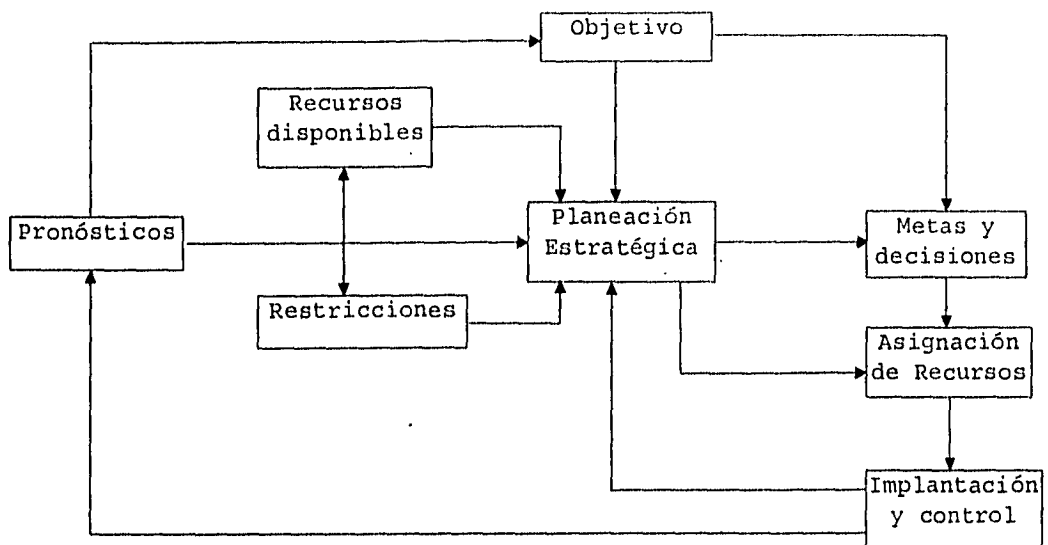 Objetivo
Recursos
disponibles
Pronósticos
Planeación
Estratégica
Metas y
decisiones
Restricciones
Asignación
de Recursos
Implantación
y control